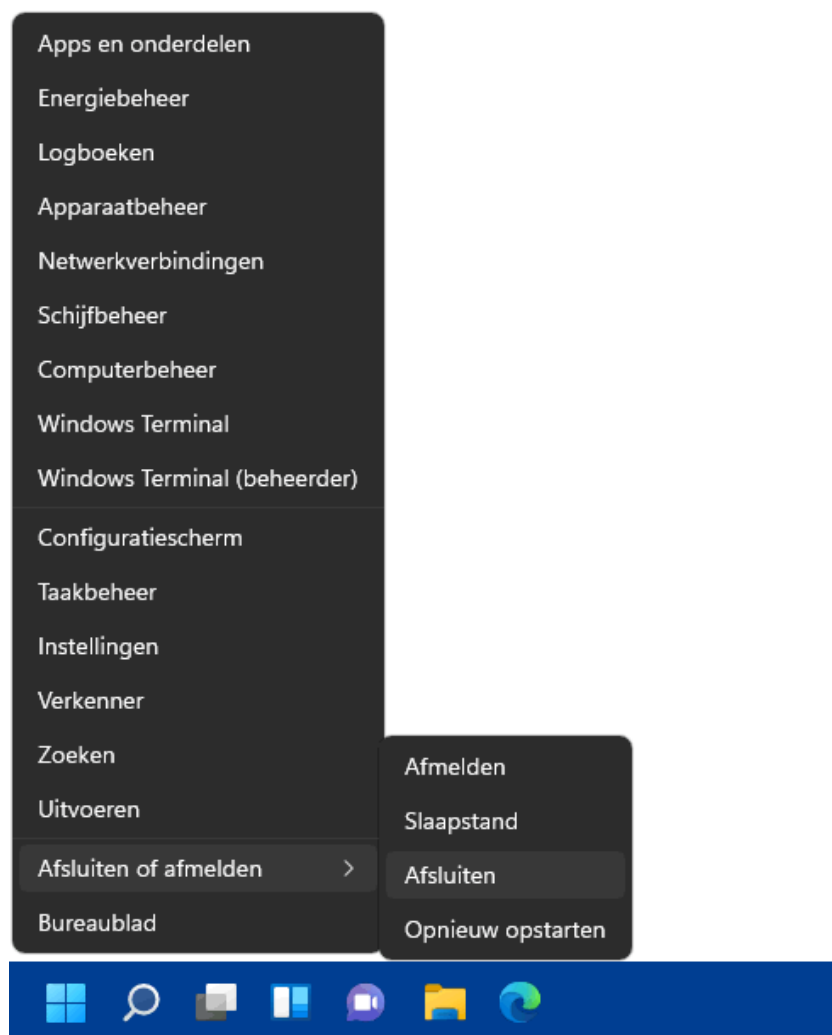 Apps en onderdelen
Energiebeheer
Logboeken
Apparaatbeheer
Netwerkverbindingen
Schijfbeheer
Computerbeheer
Windows Terminal
Windows Terminal (beheerder)
Configuratiescherm
Taakbeheer
Instellingen
Verkenner
Zoeken
Uitvoeren
Afsluiten of afmelden
Bureaublad
Afmelden
Slaapstand
Afsluiten
Opnieuw opstarten